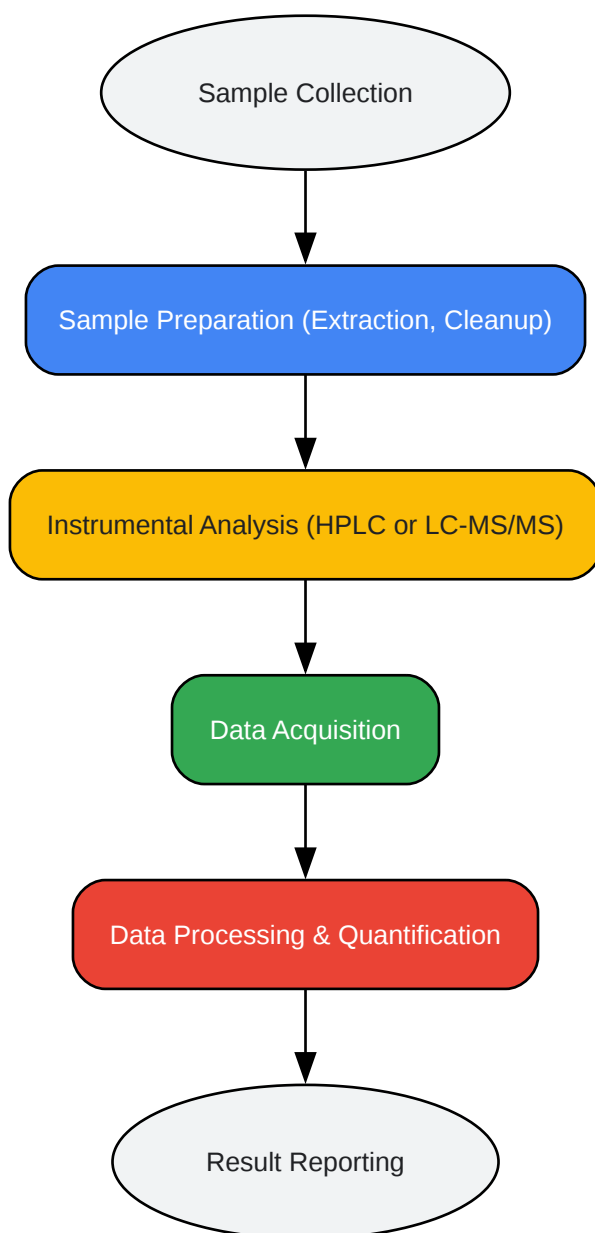 Sample Collection
Sample Preparation (Extraction, Cleanup)
Instrumental Analysis (HPLC or LC-MS/MS)
Data Acquisition
Data Processing & Quantification
Result Reporting